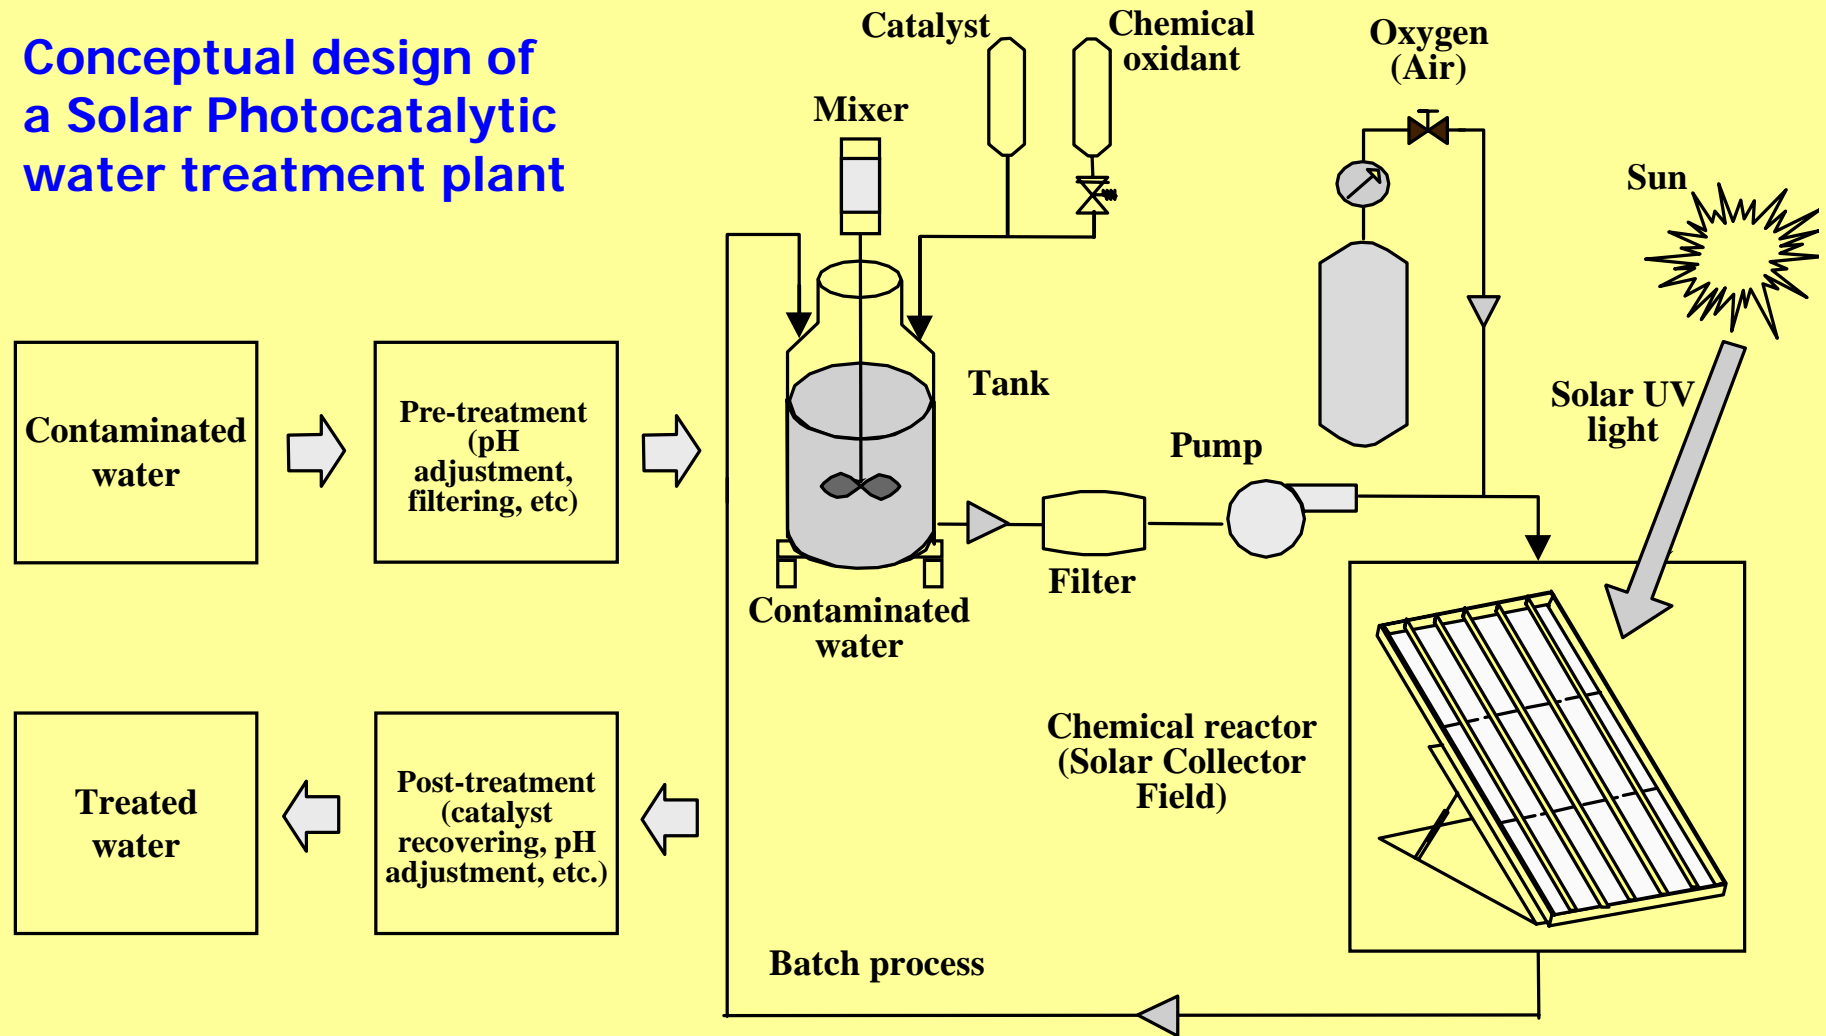 Conceptual design of
a Solar Photocatalytic
water treatment plant
Catalyst
Chemical
oxidant
Oxygen
(Air)
Mixer
Sun
Contaminated
water
Pre-treatment
(pH
adjustment,
filtering, etc)
Tank
Solar UV
light
Pump
Filter
Contaminated
water
Chemical reactor
(Solar Collector
Field)
Treated
water
Post-treatment
(catalyst
recovering, pH
adjustment, etc.)
Batch process